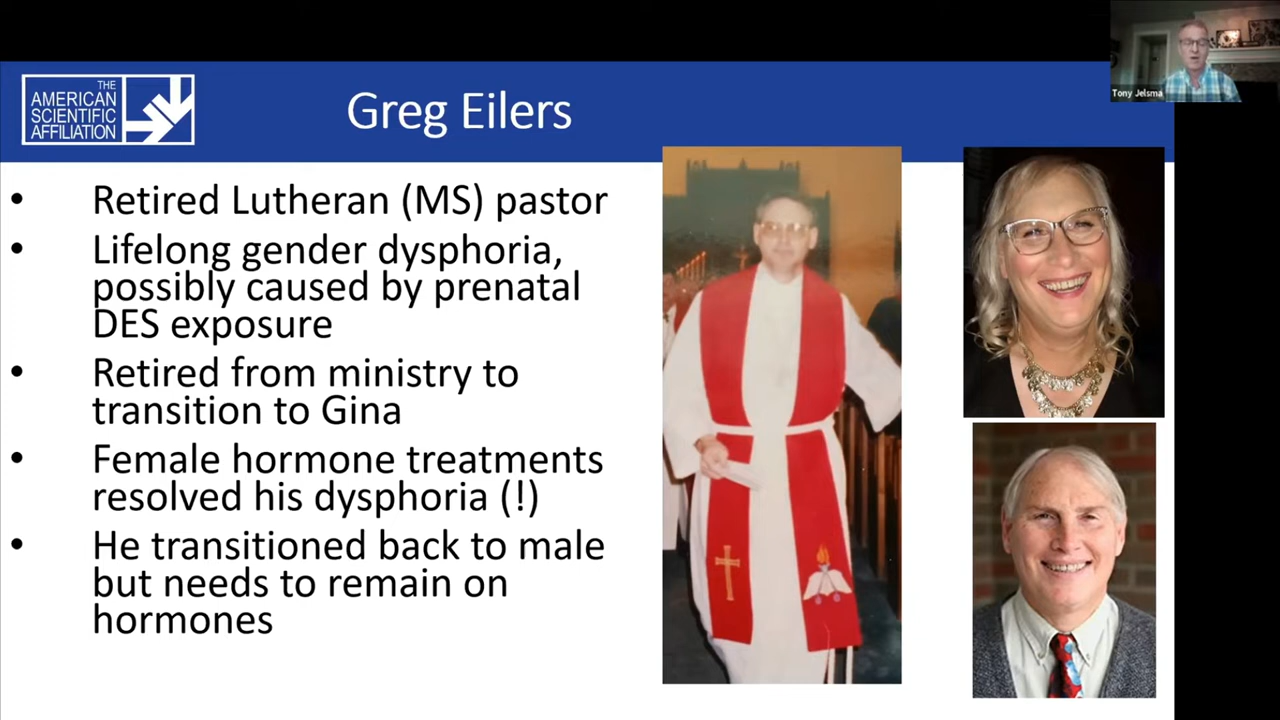 THE
AMERICAN
SCIENTIFIC
AFFILIATION
Greg Eilers
Tony Jelsma
• Retired Lutheran (MS) pastor
• Lifelong gender dysphoria,
possibly caused by prenatal
DES exposure
• Retired from ministry to
transition to Gina
• Female hormone treatments
resolved his dysphoria (!)
• He transitioned back to male
but needs to remain on
hormones